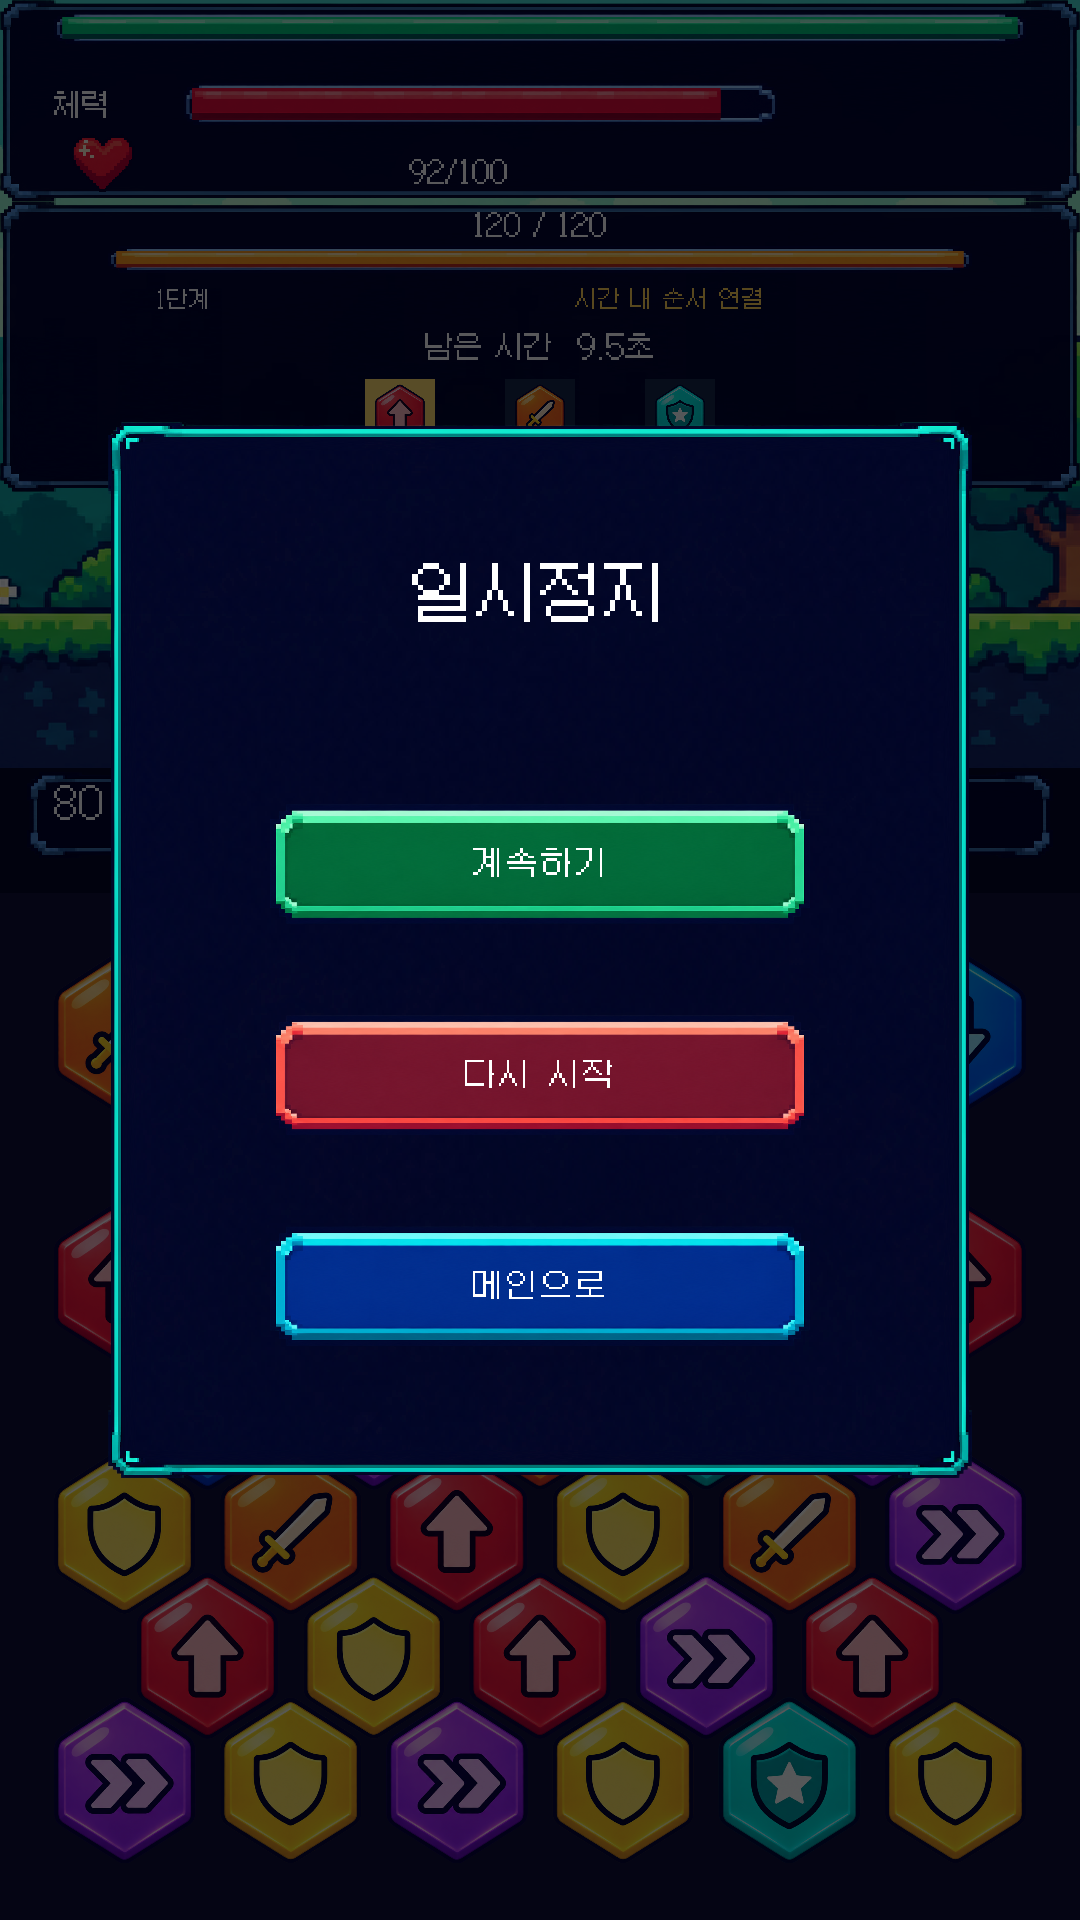 체력
92/100
120 / 120
1단계
시간 내 순서 연결
남은 시간 9.5초
일시정지
80
계속하기
다시 시작
메인으로